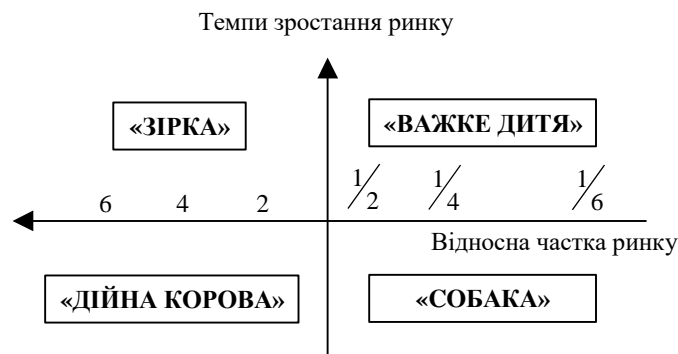 Темпи зростання ринку
«ЗІРКА»
«ВАЖКЕ ДИТЯ»
6 4 2 1/2 1/4 1/6
Відносна частка ринку
«ДІЙНА КОРОВА»
«СОБАКА»